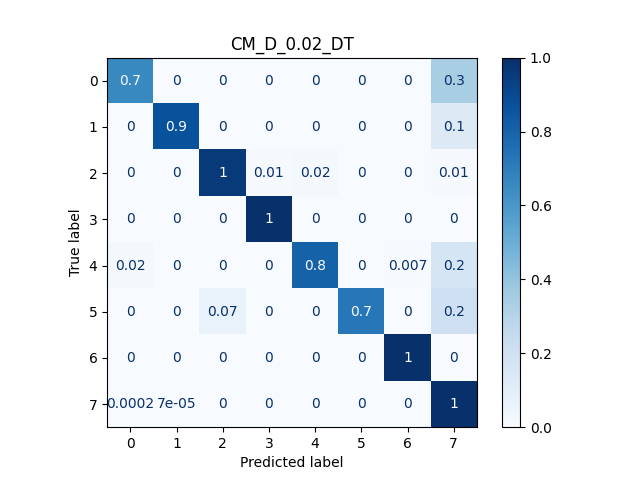 CM_D_0.02_DT
0 0.7 0 0 0 0 0 0 0.3
1 0 0.9 0 0 0 0 0 0.1
2 0 0 1 0.01 0.02 0 0 0.01
3 0 0 0 1 0 0 0 0
4 0.02 0 0 0 0.8 0 0.007 0.2
5 0 0 0.07 0 0 0.7 0 0.2
6 0 0 0 0 0 0 1 0
7 0.0002 7e-05 0 0 0 0 0 1
0 1 2 3 4 5 6 7
Predicted label
True label
1.0
0.8
0.6
0.4
0.2
0.0